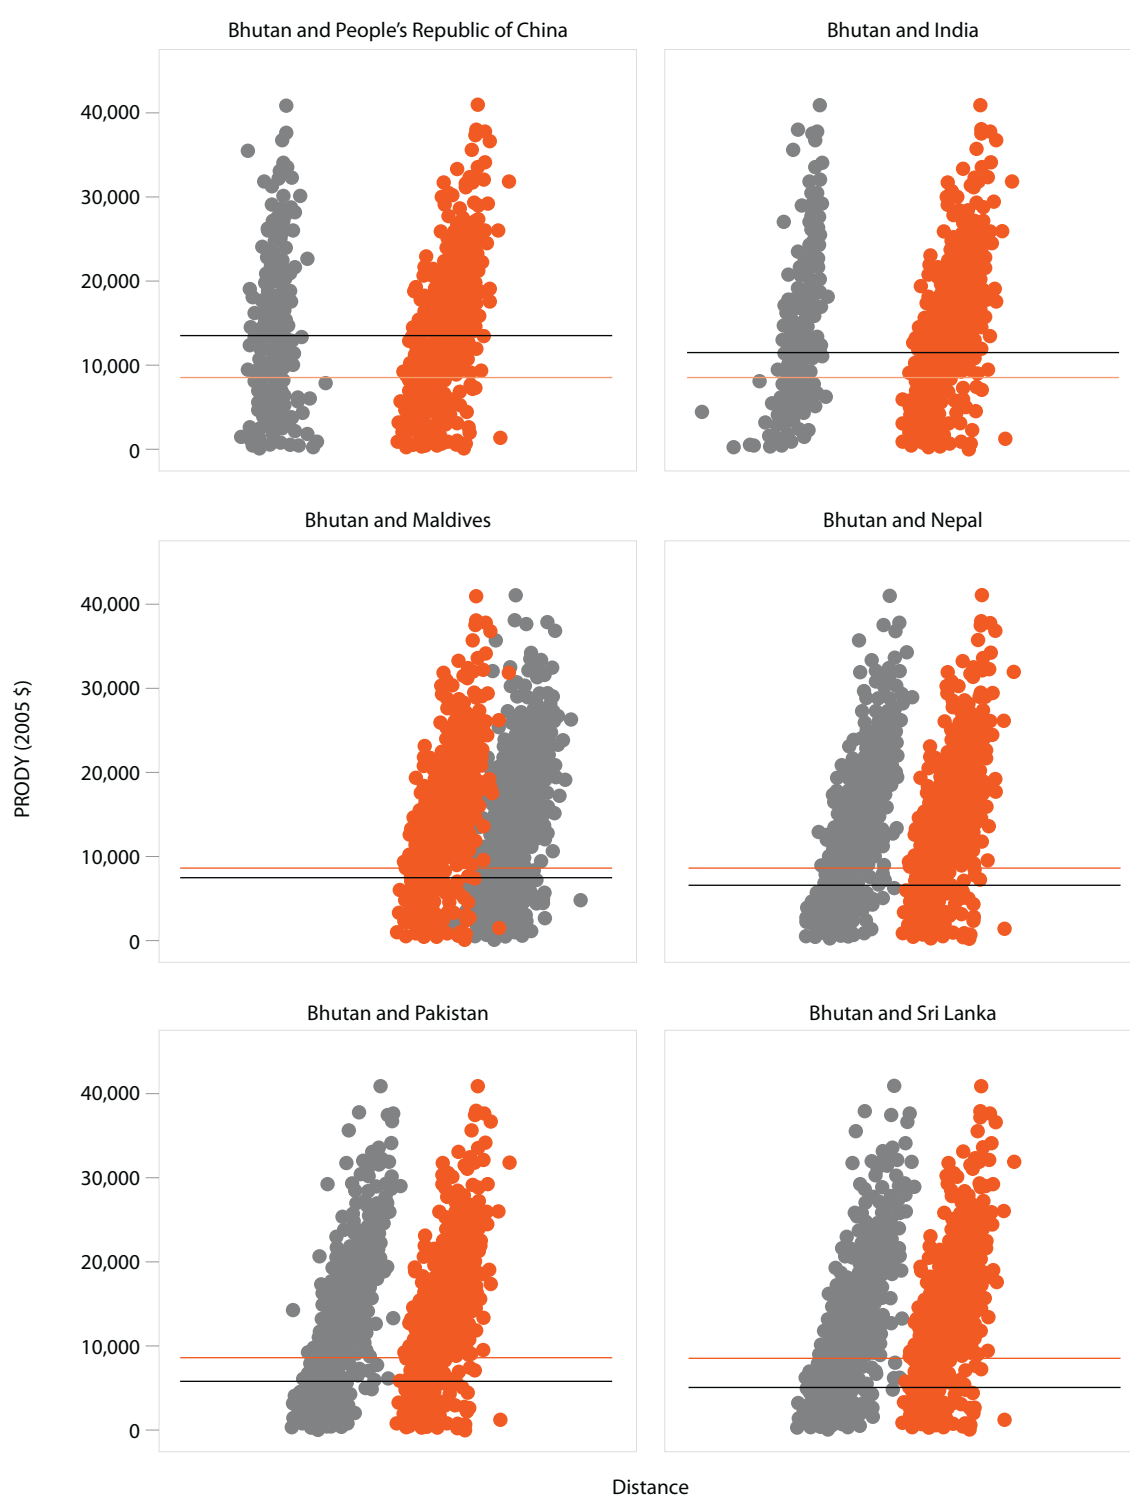 Bhutan and People’s Republic of China
Bhutan and India
40,000
30,000
20,000
10,000
0
Bhutan and Maldives
Bhutan and Nepal
40,000
30,000
20,000
10,000
0
PRODY (2005 $)
Bhutan and Pakistan
Bhutan and Sri Lanka
40,000
30,000
20,000
10,000
0
Distance